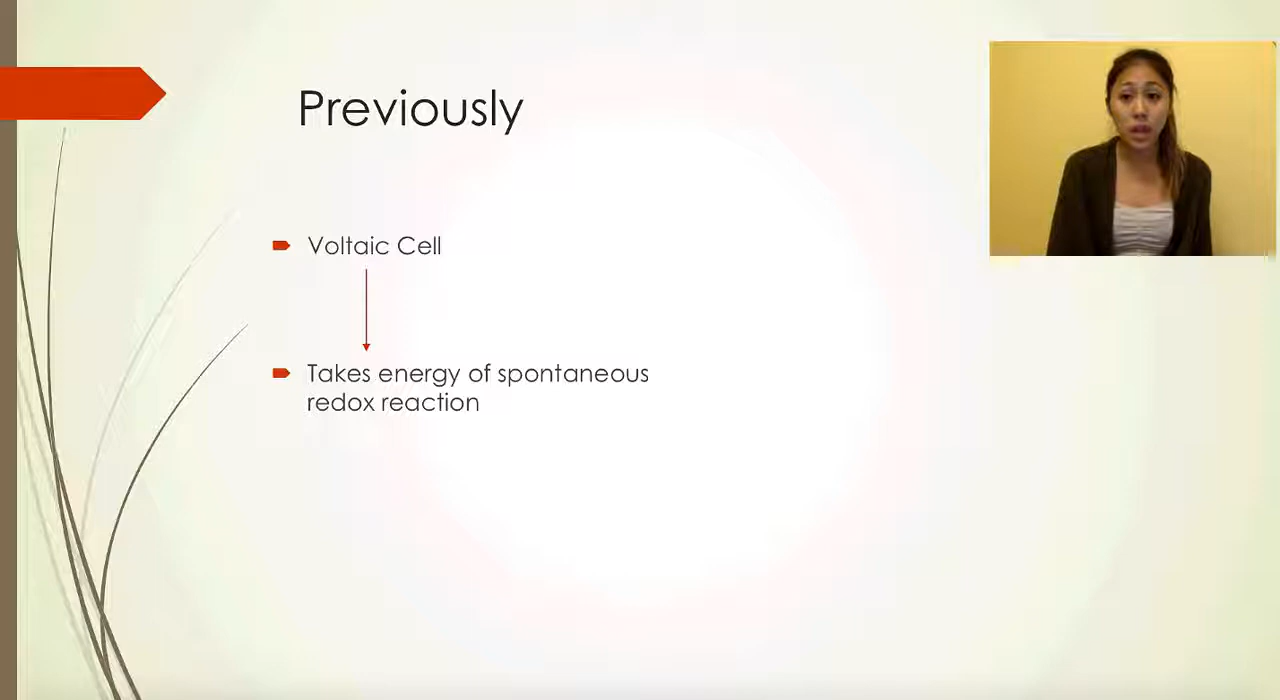 Previously
Voltaic Cell
Takes energy of spontaneous
redox reaction